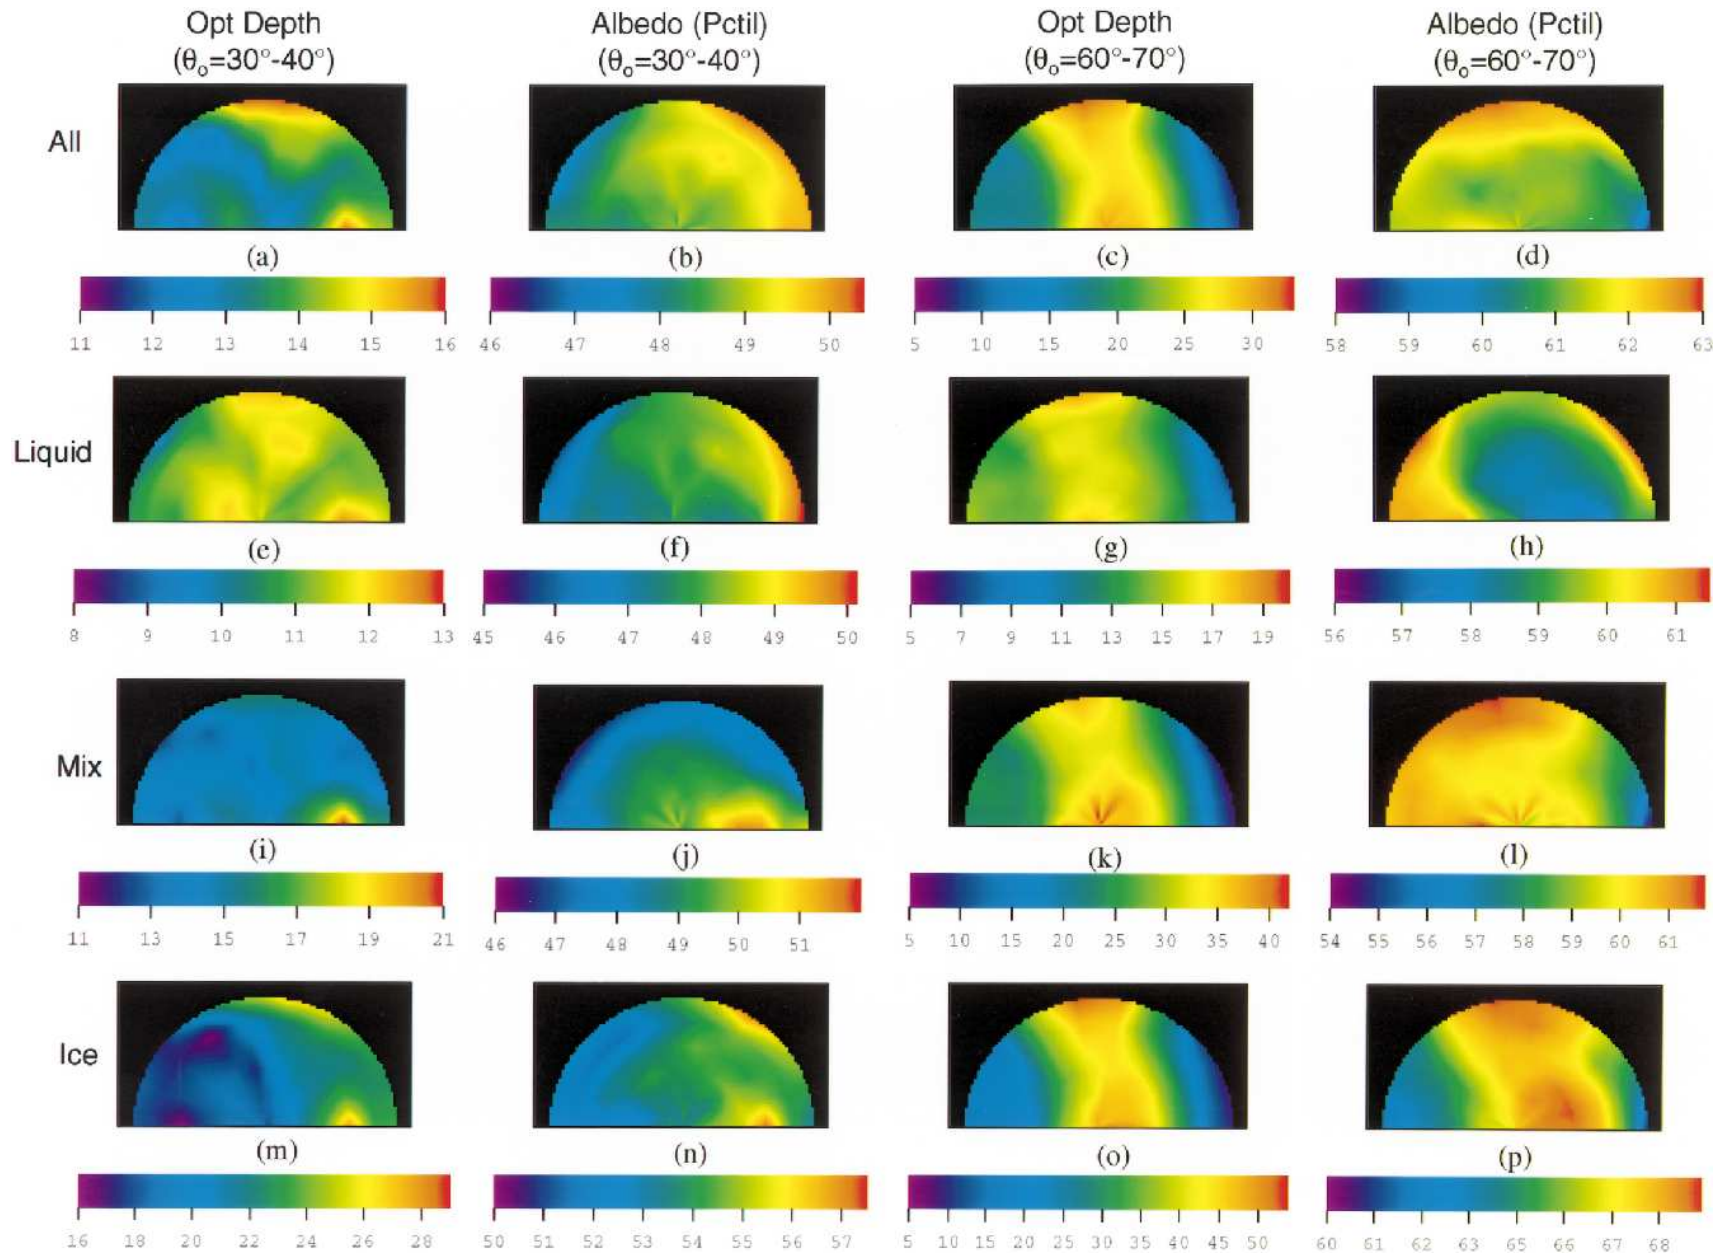 Opt Depth Albedo (Pctil) Opt Depth Albedo (Pctil)
(θo=30°-40°) (θo=30°-40°) (θo=60°-70°) (θo=60°-70°)
All
(a) (b) (c) (d)
11 12 13 14 15 16 46 47 48 49 50 5 10 15 20 25 30 58 59 60 61 62 63
Liquid
(e) (f) (g) (h)
8 9 10 11 12 13 45 46 47 48 49 50 5 7 9 11 13 15 17 19 56 57 58 59 60 61
Mix
(i) (j) (k) (l)
11 13 15 17 19 21 46 47 48 49 50 51 5 10 15 20 25 30 35 40 54 55 56 57 58 59 60 61
Ice
(m) (n) (o) (p)
16 18 20 22 24 26 28 50 51 52 53 54 55 56 57 5 10 15 20 25 30 35 40 45 50 60 61 62 63 65 66 67 68